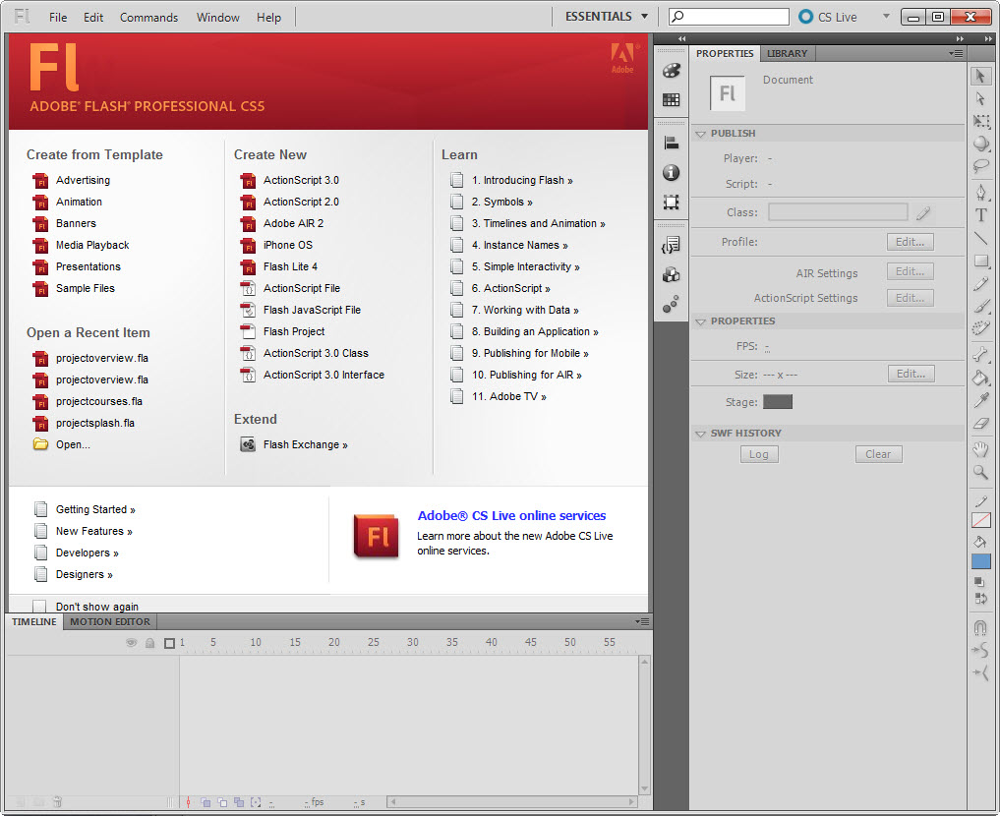 Fl File Edit Commands Window Help ESSENTIALS CS Live
Fl
Adobe
ADOBE® FLASH® PROFESSIONAL CS5
Create from Template
Advertising
Animation
Banners
Media Playback
Presentations
Sample Files
Open a Recent Item
projectoverview.fla
projectoverview.fla
projectcourses.fla
projectsplash.fla
Open...
Create New
ActionScript 3.0
ActionScript 2.0
Adobe AIR 2
iPhone OS
Flash Lite 4
ActionScript File
Flash JavaScript File
Flash Project
ActionScript 3.0 Class
ActionScript 3.0 Interface
Extend
Flash Exchange »
Learn
1. Introducing Flash »
2. Symbols »
3. Timelines and Animation »
4. Instance Names »
5. Simple Interactivity »
6. ActionScript »
7. Working with Data »
8. Building an Application »
9. Publishing for Mobile »
10. Publishing for AIR »
11. Adobe TV »
Getting Started »
New Features »
Developers »
Designers »
Fl
Adobe® CS Live online services
Learn more about the new Adobe CS Live
online services.
Don't show again
TIMELINE MOTION EDITOR
1 5 10 15 20 25 30 35 40 45 50 55
-. -. fps -. s
PROPERTIES LIBRARY
Fl Document
PUBLISH
Player: -
Script: -
Class:
Profile: Edit...
AIR Settings Edit...
ActionScript Settings Edit...
PROPERTIES
FPS: -
Size: --- x --- Edit...
Stage:
SWF HISTORY
Log Clear